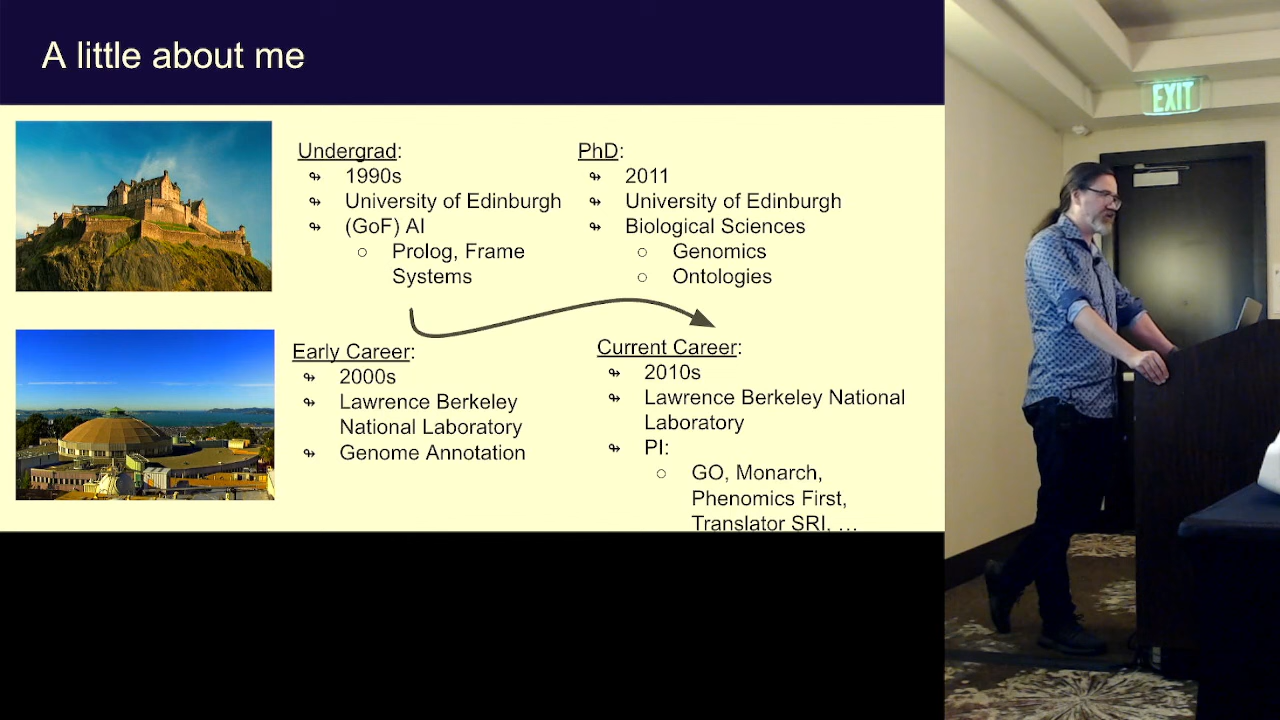 A little about me
Undergrad:
↬ 1990s
↬ University of Edinburgh
↬ (GoF) AI
○ Prolog, Frame
Systems
PhD:
↬ 2011
↬ University of Edinburgh
↬ Biological Sciences
○ Genomics
○ Ontologies
Early Career:
↬ 2000s
↬ Lawrence Berkeley
National Laboratory
↬ Genome Annotation
Current Career:
↬ 2010s
↬ Lawrence Berkeley National
Laboratory
↬ PI:
○ GO, Monarch,
Phenomics First,
Translator SRI, …
EXIT